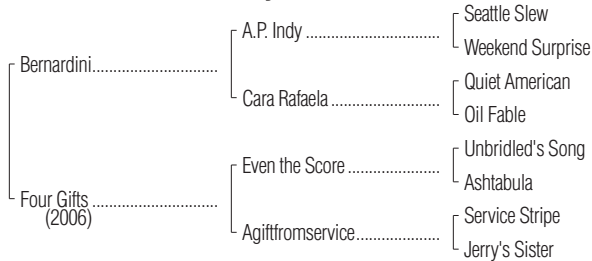 Seattle Slew
A.P. Indy ..............................
Weekend Surprise
Bernardini............................
Quiet American
Cara Rafaela ........................
Oil Fable
Unbridled's Song
Even the Score ....................
Ashtabula
Four Gifts ............................
(2006)
Service Stripe
Agiftfromservice..................
Jerry's Sister